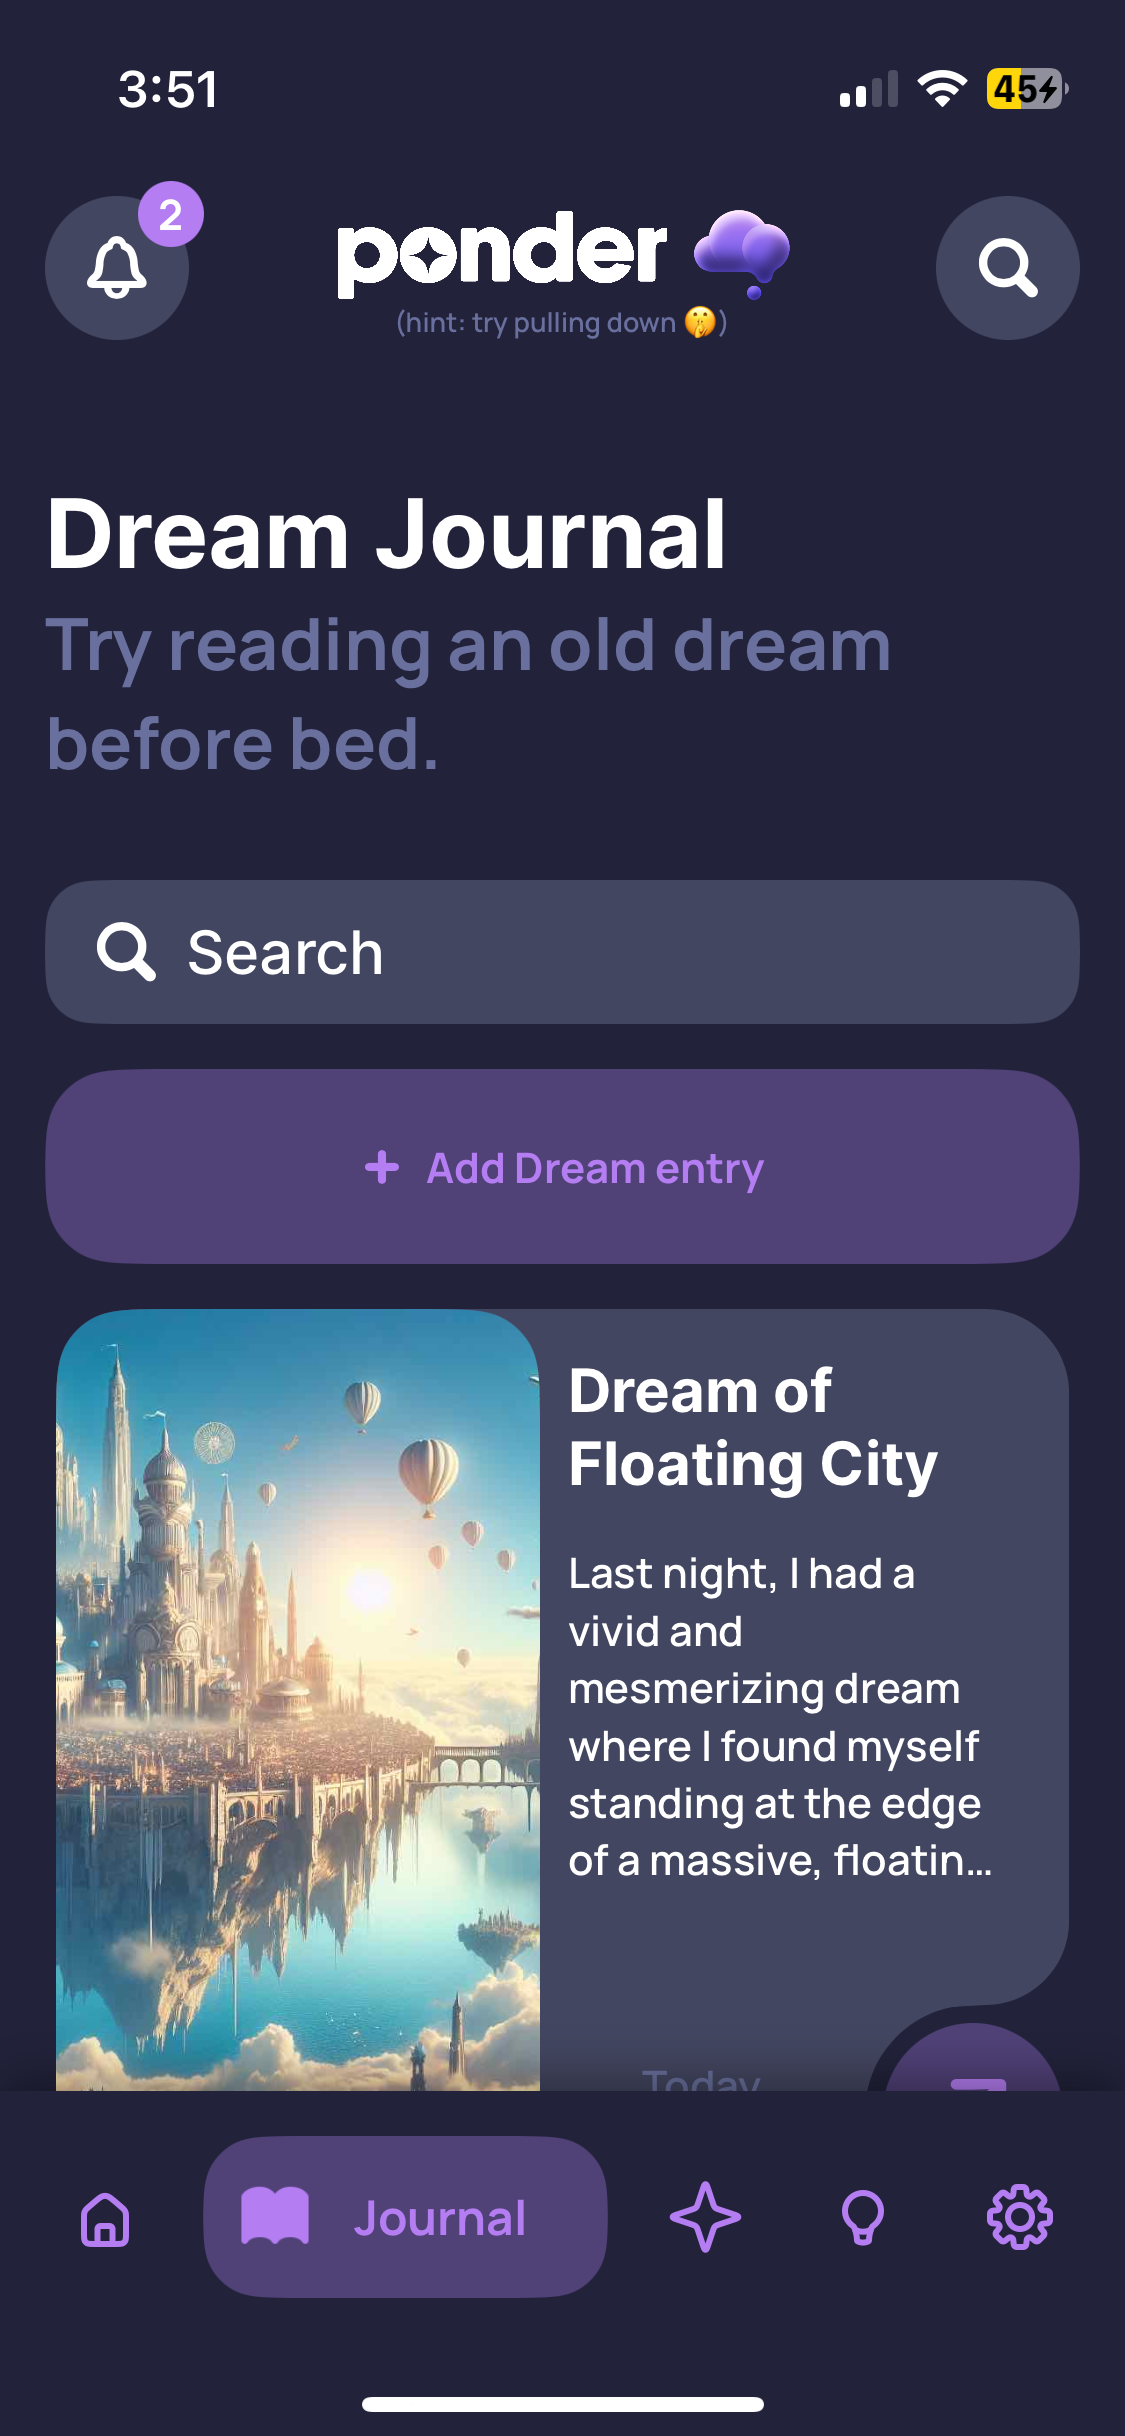 3:51
45
2
ponder
(hint: try pulling down 🤫)
Dream Journal
Try reading an old dream
before bed.
Search
+ Add Dream entry
Dream of
Floating City
Last night, I had a
vivid and
mesmerizing dream
where I found myself
standing at the edge
of a massive, floatin...
Today
Journal